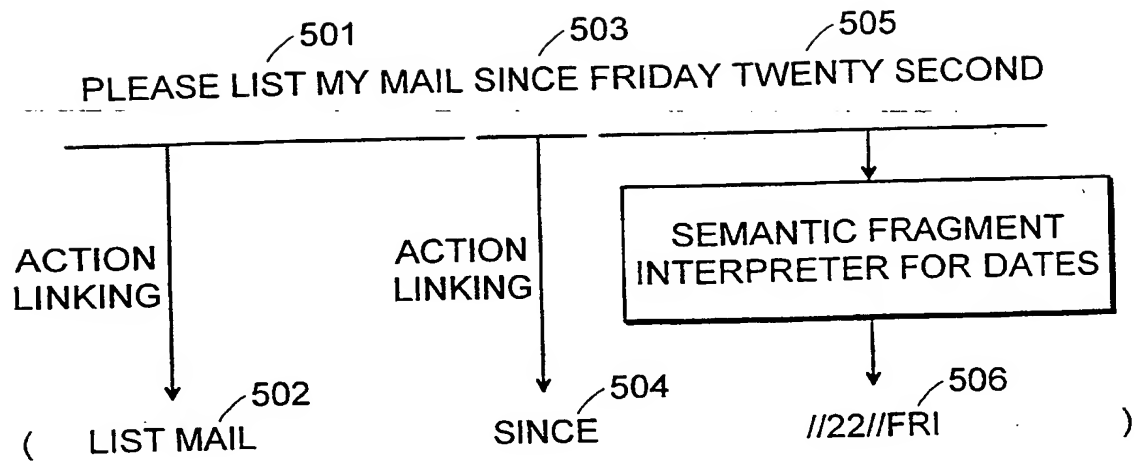 501 503 505
PLEASE LIST MY MAIL SINCE FRIDAY TWENTY SECOND
ACTION
LINKING
ACTION
LINKING
SEMANTIC FRAGMENT
INTERPRETER FOR DATES
502 504 506
( LIST MAIL SINCE //22//FRI )